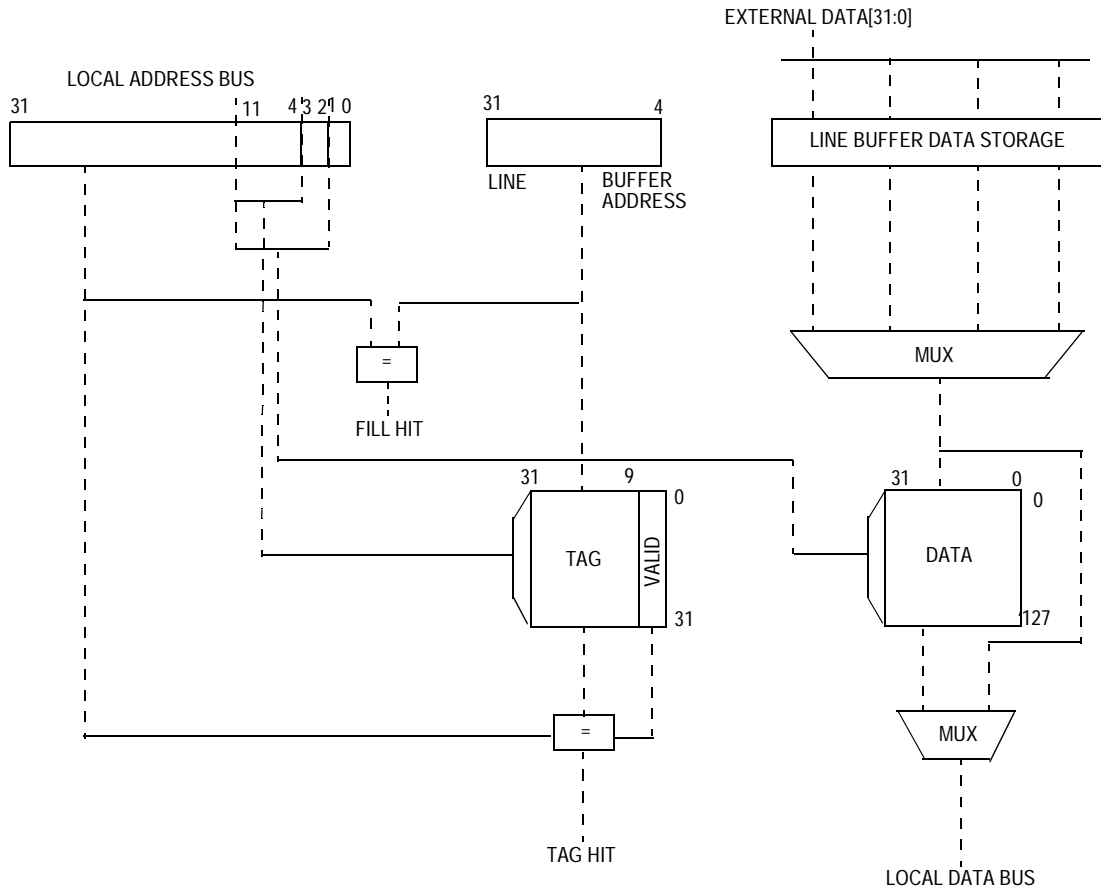 EXTERNAL DATA[31:0]
LOCAL ADDRESS BUS
31 11 4 3 2 1 0
31 4
LINE BUFFER DATA STORAGE
LINE BUFFER
ADDRESS
MUX
=
FILL HIT
31 9 0
31 0 0
TAG VALID
DATA
31
127
=
MUX
TAG HIT
LOCAL DATA BUS